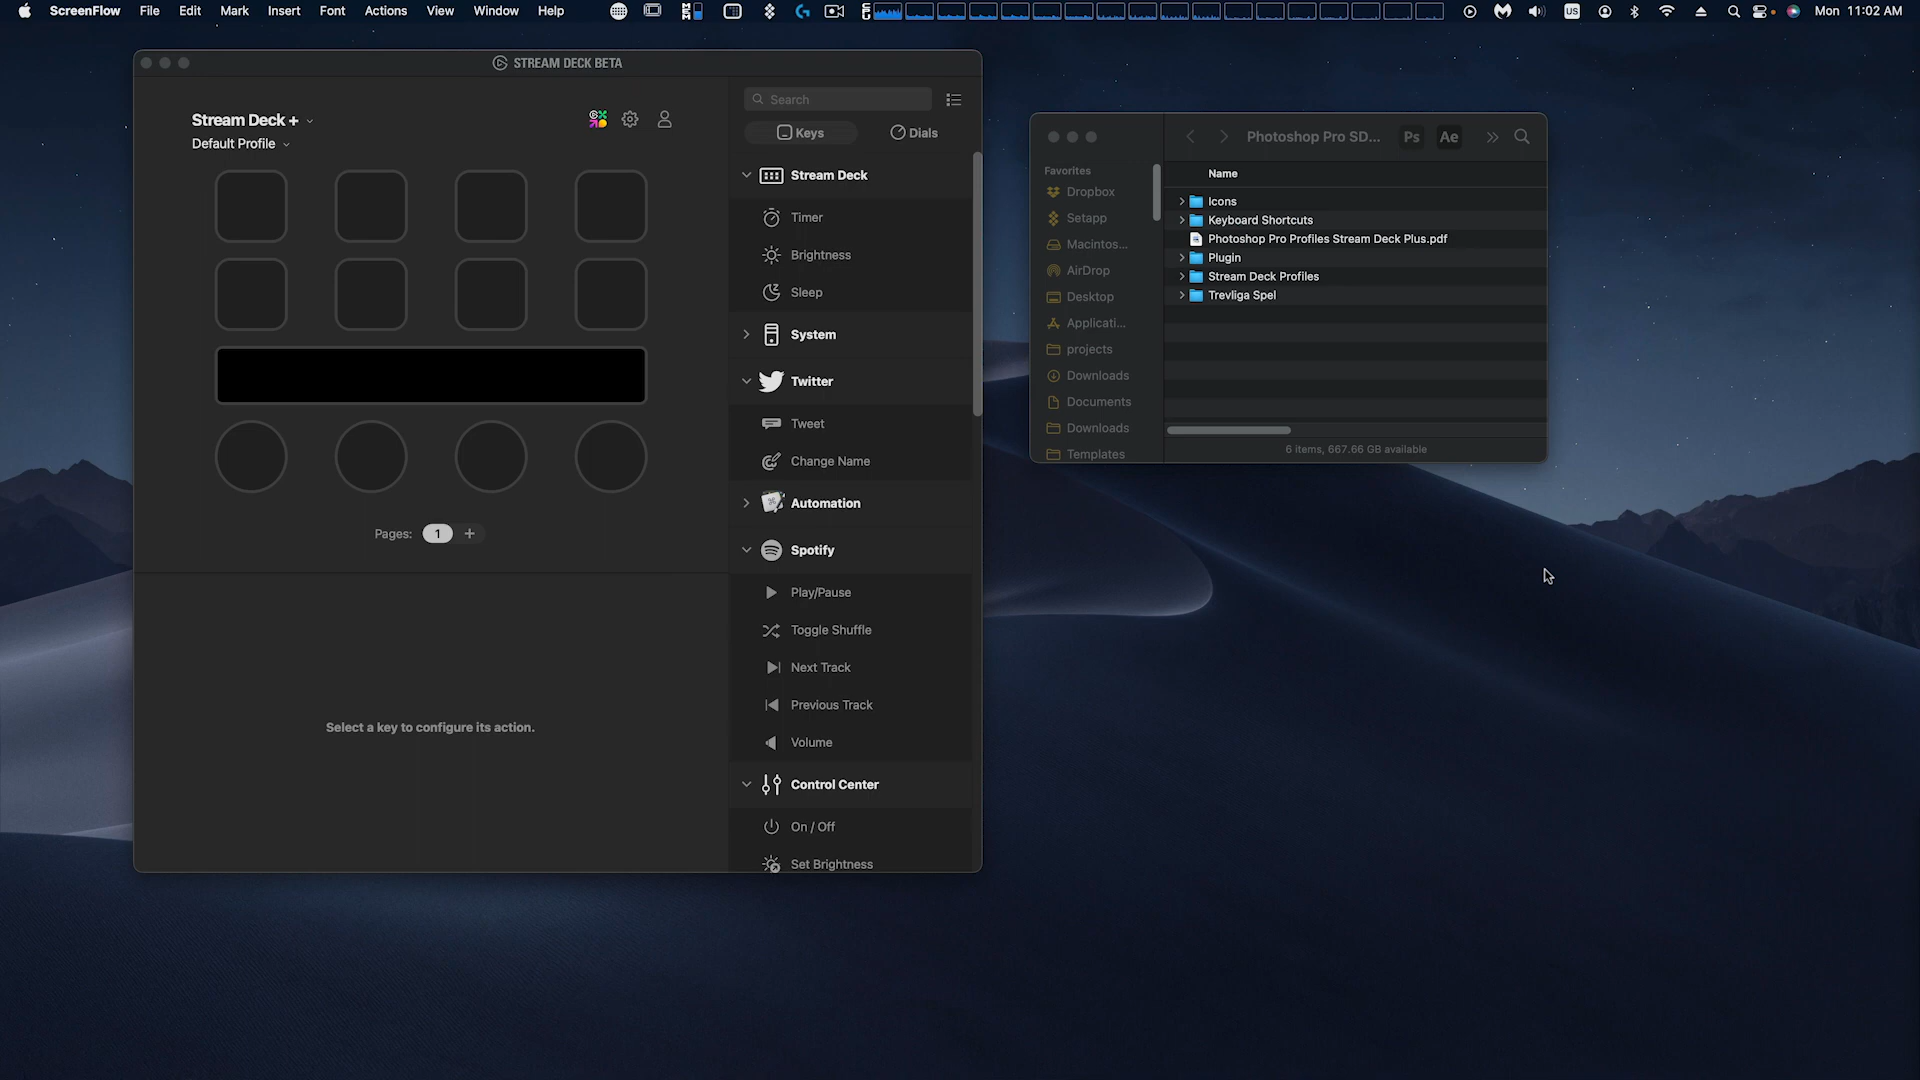 ScreenFlow File Edit Mark Insert Font Actions View Window Help US Mon 11:02 AM
STREAM DECK BETA
Stream Deck +
Default Profile
Pages: 1 +
Select a key to configure its action.
Search
Keys Dials
Stream Deck
Timer
Brightness
Sleep
System
Twitter
Tweet
Change Name
Automation
Spotify
Play/Pause
Toggle Shuffle
Next Track
Previous Track
Volume
Control Center
On / Off
Set Brightness
Photoshop Pro SD... Ps Ae
Favorites
Dropbox
Setapp
Macintos...
AirDrop
Desktop
Applicati...
projects
Downloads
Documents
Downloads
Templates
Name
Icons
Keyboard Shortcuts
Photoshop Pro Profiles Stream Deck Plus.pdf
Plugin
Stream Deck Profiles
Trevliga Spel
6 items, 667.66 GB available